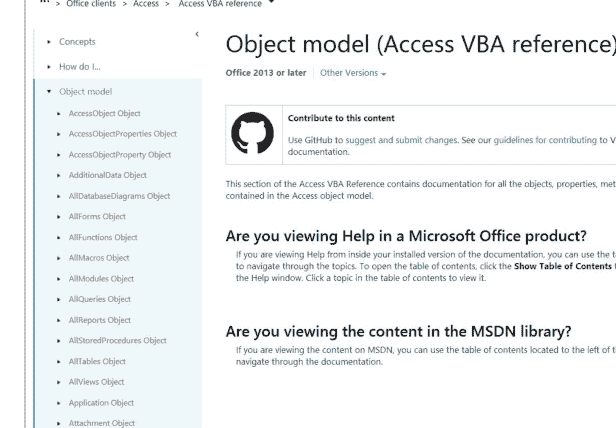 ... > Office clients > Access > Access VBA reference
Concepts
How do I...
Object model
AccessObject Object
AccessObjectProperties Object
AccessObjectProperty Object
AdditionalData Object
AllDatabaseDiagrams Object
AllForms Object
AllFunctions Object
AllMacros Object
AllModules Object
AllQueries Object
AllReports Object
AllStoredProcedures Object
AllTables Object
AllViews Object
Application Object
Attachment Object
Object model (Access VBA reference)
Office 2013 or later | Other Versions
Contribute to this content
Use GitHub to suggest and submit changes. See our guidelines for contributing to V
documentation.
This section of the Access VBA Reference contains documentation for all the objects, properties, met
contained in the Access object model.
Are you viewing Help in a Microsoft Office product?
If you are viewing Help from inside your installed version of the documentation, you can use the t
to navigate through the topics. To open the table of contents, click the Show Table of Contents
the Help window. Click a topic in the table of contents to view it.
Are you viewing the content in the MSDN library?
If you are viewing the content on MSDN, you can use the table of contents located to the left of t
navigate through the documentation.